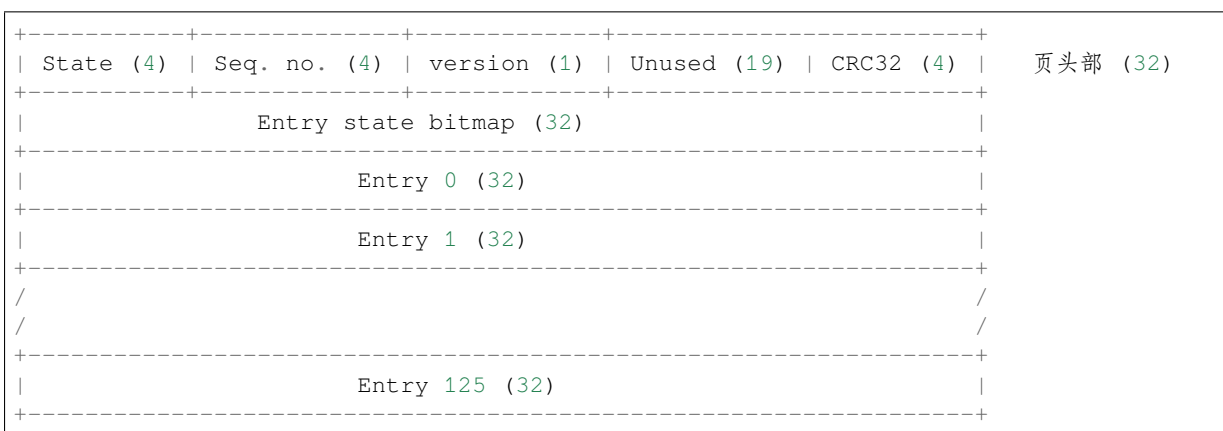 +-----------+--------------+-------------+-------------------------+
| State (4) | Seq. no. (4) | version (1) | Unused (19) | CRC32 (4) | 页头部 (32)
+-----------+--------------+-------------+-------------------------+
| Entry state bitmap (32) |
+------------------------------------------------------------------+
| Entry 0 (32) |
+------------------------------------------------------------------+
| Entry 1 (32) |
+------------------------------------------------------------------+
/ /
/ /
+------------------------------------------------------------------+
| Entry 125 (32) |
+------------------------------------------------------------------+